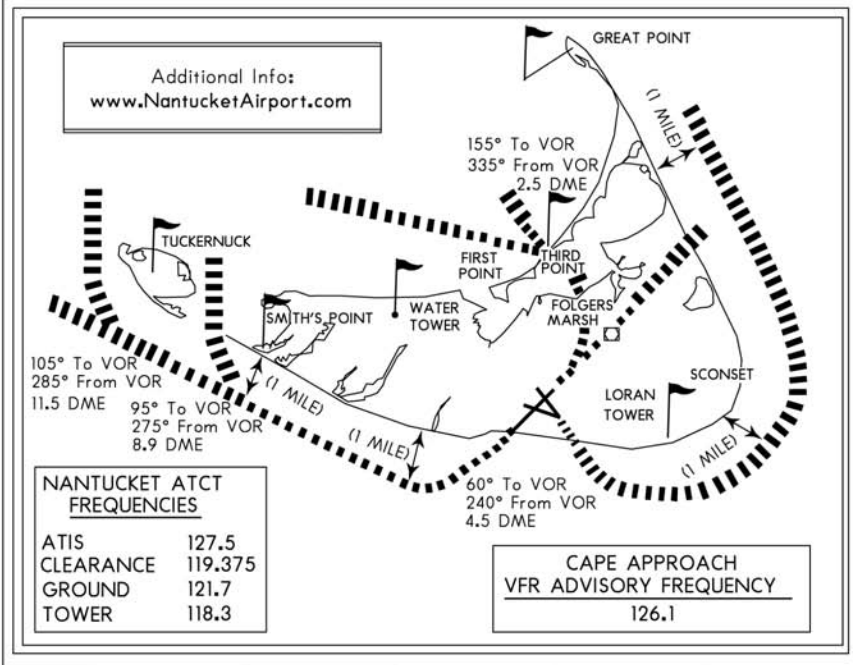 Additional Info:
www.NantucketAirport.com
GREAT POINT
(1 MILE)
155° To VOR
335° From VOR
2.5 DME
TUCKERNUCK
FIRST
POINT
THIRD
POINT
SMITH'S POINT
WATER
TOWER
FOLGERS
MARSH
105° To VOR
285° From VOR
11.5 DME
95° To VOR
275° From VOR
8.9 DME
(1 MILE)
(1 MILE)
SCONSET
LORAN
TOWER
(1 MILE)
60° To VOR
240° From VOR
4.5 DME
NANTUCKET ATCT
FREQUENCIES
ATIS 127.5
CLEARANCE 119.375
GROUND 121.7
TOWER 118.3
CAPE APPROACH
VFR ADVISORY FREQUENCY
126.1